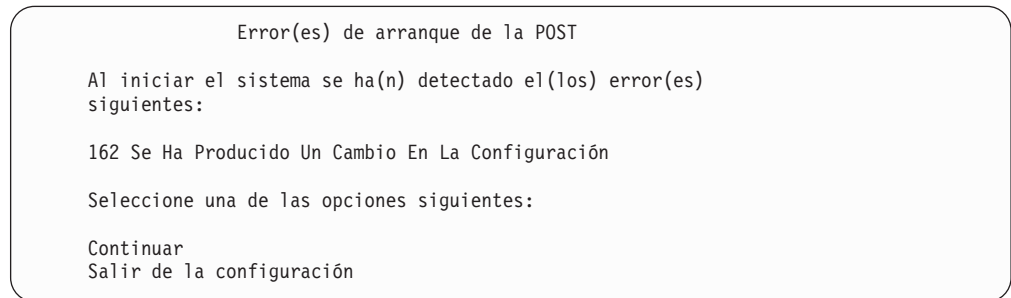 Error(es) de arranque de la POST
Al iniciar el sistema se ha(n) detectado el(los) error(es)
siguientes:
162 Se Ha Producido Un Cambio En La Configuración
Seleccione una de las opciones siguientes:
Continuar
Salir de la configuración